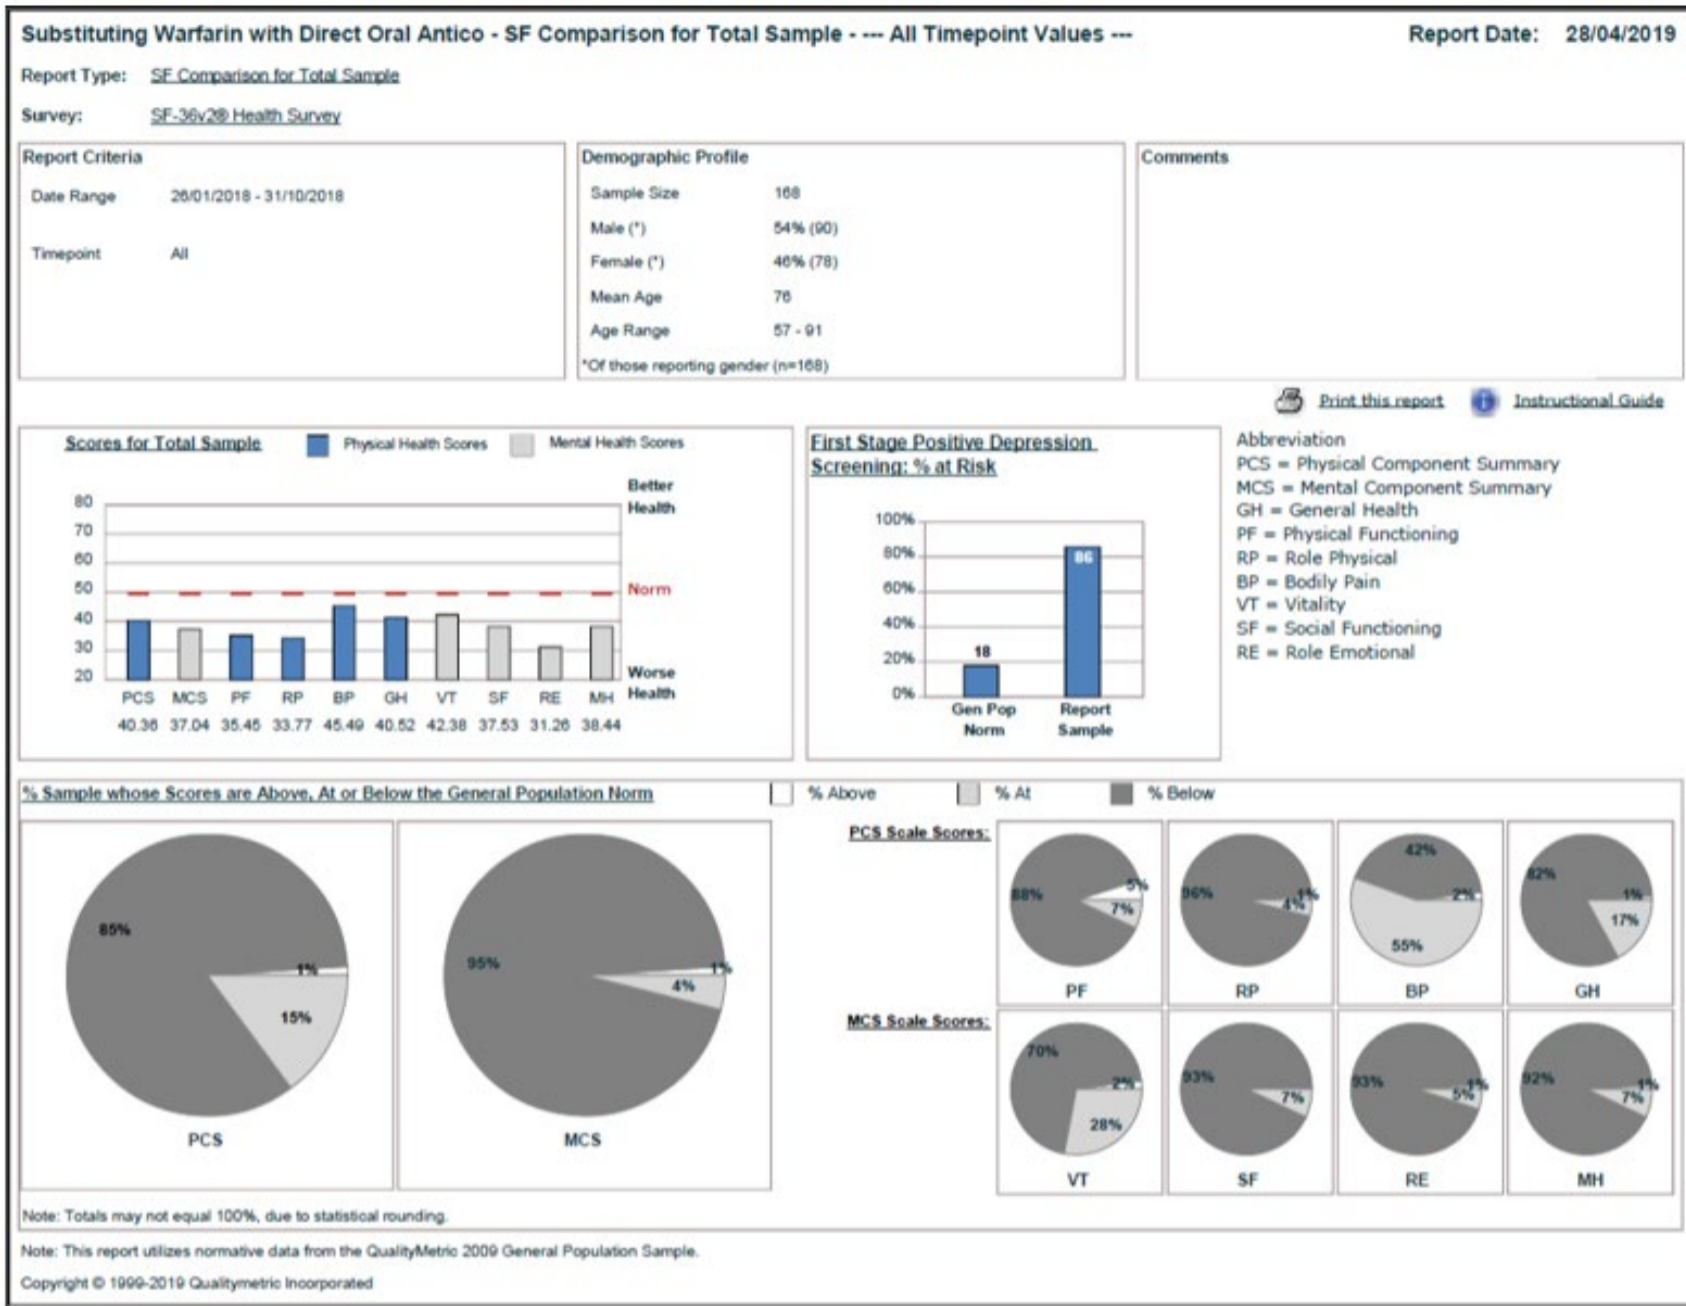 Substituting Warfarin with Direct Oral Antico - SF Comparison for Total Sample - --- All Timepoint Values --- Report Date: 28/04/2019
Report Type: SF Comparison for Total Sample
Survey: SF-36v2® Health Survey
Report Criteria
Date Range 26/01/2018 - 31/10/2018
Timepoint All
Demographic Profile
Sample Size 168
Male (*) 54% (90)
Female (*) 46% (78)
Mean Age 76
Age Range 57 - 91
*Of those reporting gender (n=168)
Comments
Print this report Instructional Guide
Scores for Total Sample Physical Health Scores Mental Health Scores
Better
Health
80
70
60
50
40
30
20
Norm
Worse
Health
PCS MCS PF RP BP GH VT SF RE MH
40.36 37.04 35.45 33.77 45.49 40.52 42.38 37.53 31.26 38.44
First Stage Positive Depression
Screening: % at Risk
100%
80%
60%
40%
20%
0%
18
86
Gen Pop
Norm
Report
Sample
Abbreviation
PCS = Physical Component Summary
MCS = Mental Component Summary
GH = General Health
PF = Physical Functioning
RP = Role Physical
BP = Bodily Pain
VT = Vitality
SF = Social Functioning
RE = Role Emotional
% Sample whose Scores are Above, At or Below the General Population Norm % Above % At % Below
85%
1%
15%
PCS
95%
1%
4%
MCS
PCS Scale Scores:
88%
5%
7%
PF
96%
1%
4%
RP
42%
2%
55%
BP
82%
1%
17%
GH
MCS Scale Scores:
70%
2%
28%
VT
93%
7%
SF
93%
1%
5%
RE
92%
1%
7%
MH
Note: Totals may not equal 100%, due to statistical rounding.
Note: This report utilizes normative data from the QualityMetric 2009 General Population Sample.
Copyright © 1999-2019 Qualitymetric Incorporated